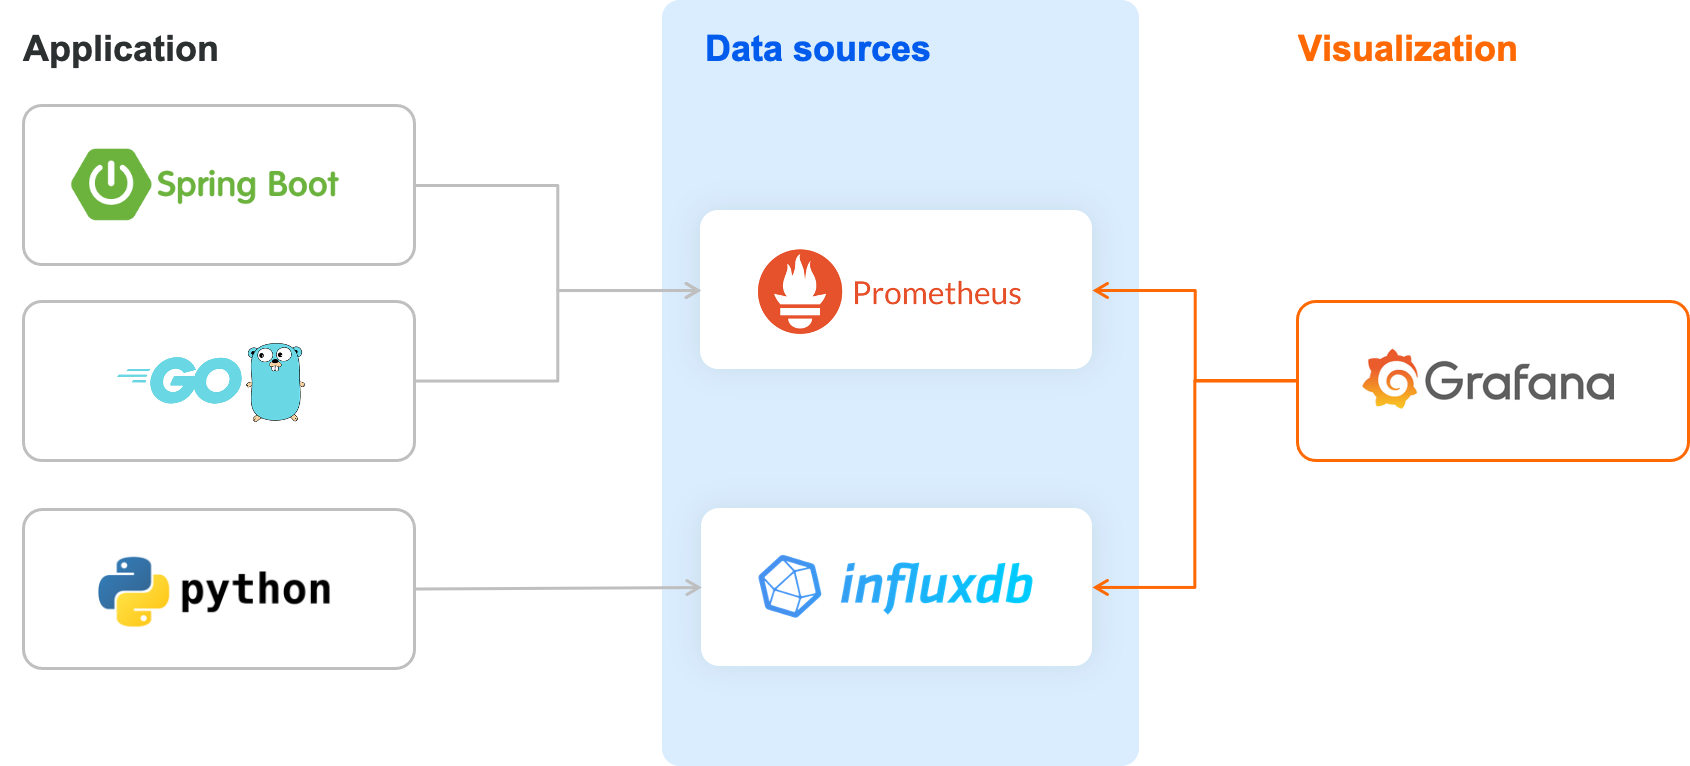 Application
Data sources
Visualization
Spring Boot
Prometheus
GO
Grafana
python
influxdb